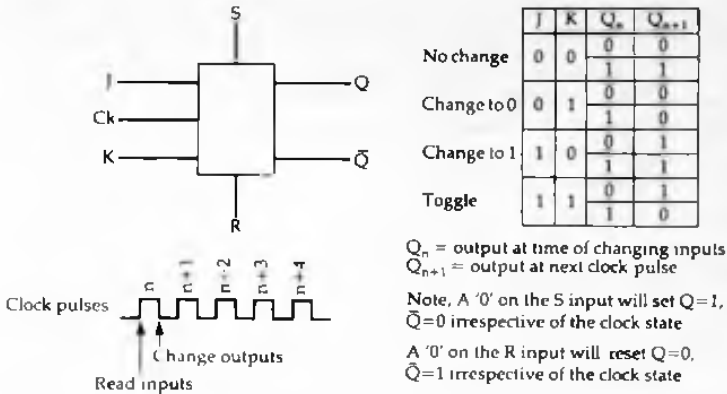 S
J
Ck
K
Q
Q̄
R
J K Qₙ Qₙ₊₁
No change 0 0 0 0
1 1
Change to 0 0 1 0 0
1 0
Change to 1 1 0 0 1
1 1
Toggle 1 1 0 1
1 0
n n+1 n+2 n+3 n+4
Clock pulses
Change outputs
Read inputs
Qₙ = output at time of changing inputs
Qₙ₊₁ = output at next clock pulse
Note, A '0' on the S input will set Q=1,
Q̄=0 irrespective of the clock state
A '0' on the R input will reset Q=0,
Q̄=1 irrespective of the clock state